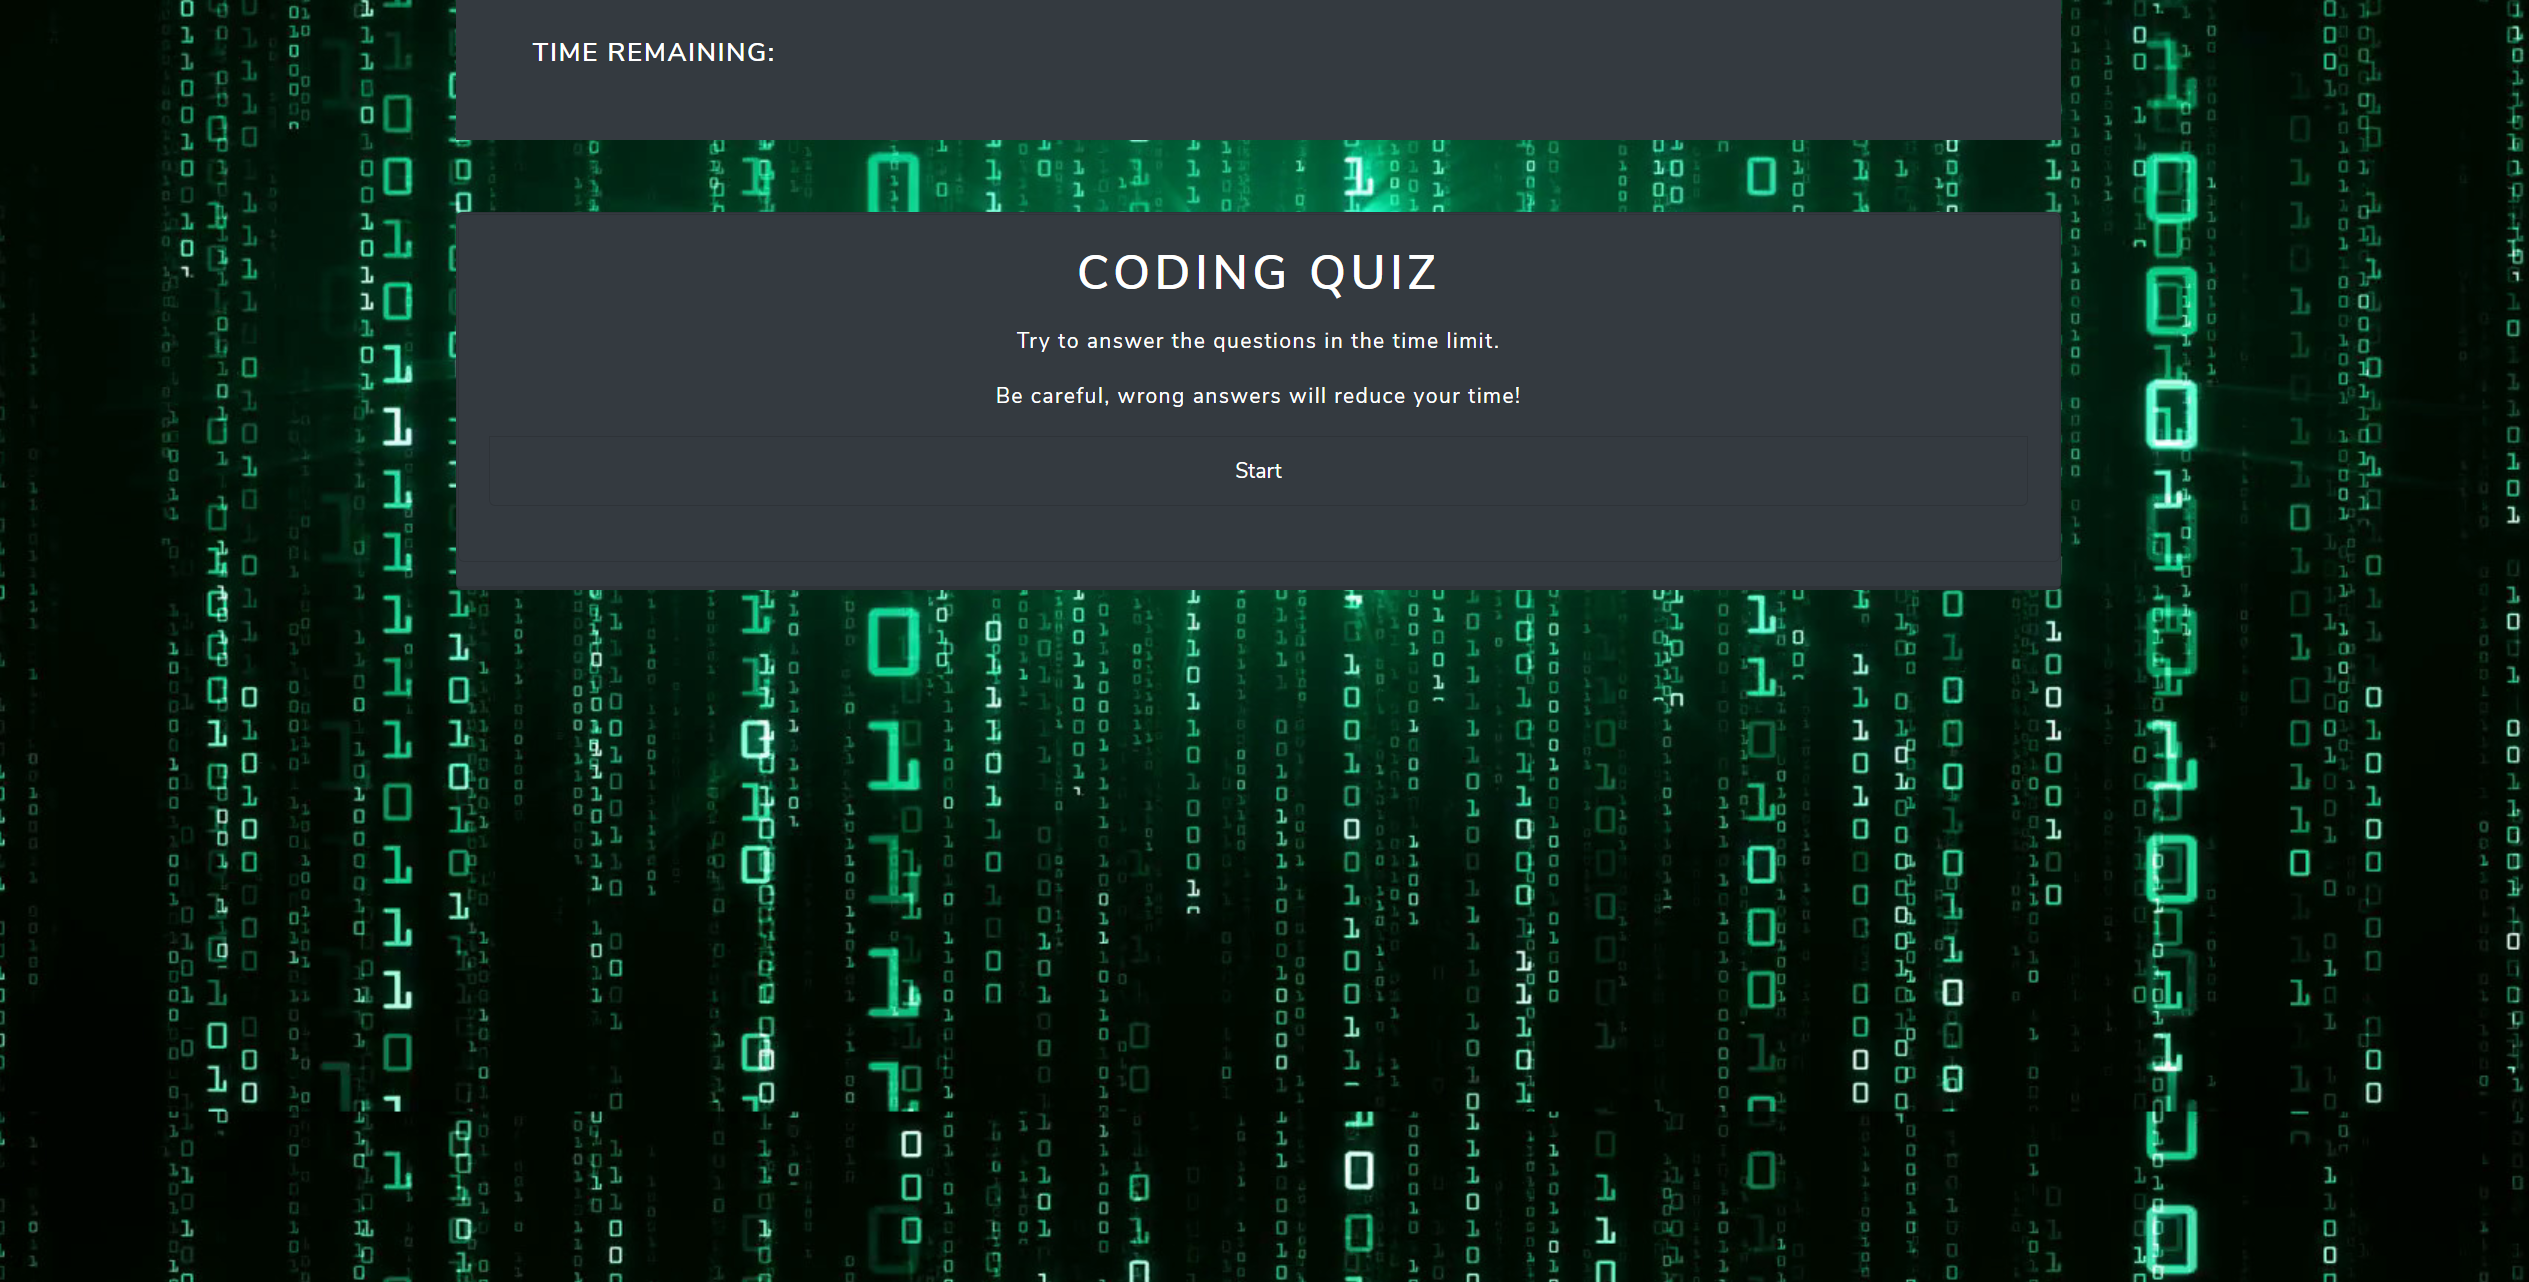 TIME REMAINING:
CODING QUIZ
Try to answer the questions in the time limit.
Be careful, wrong answers will reduce your time!
Start